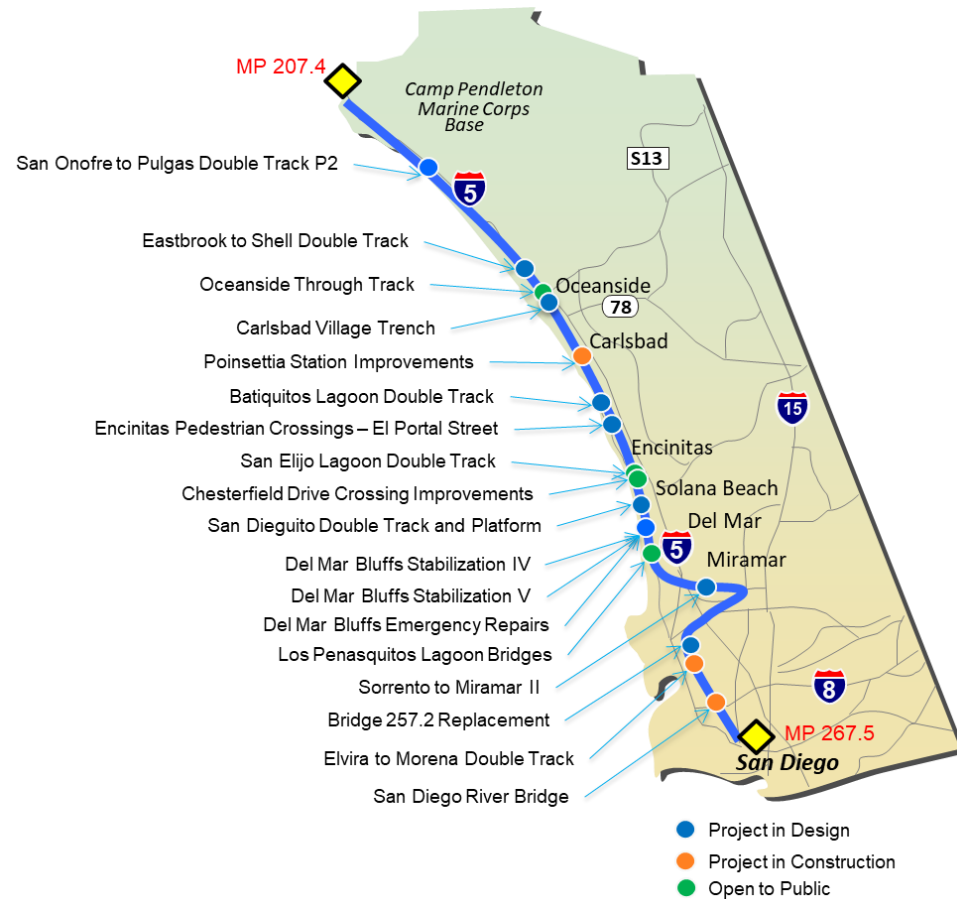 MP 207.4
Camp Pendleton
Marine Corps
Base
S13
San Onofre to Pulgas Double Track P2
5
Eastbrook to Shell Double Track
Oceanside Through Track
Oceanside
78
Carlsbad Village Trench
Carlsbad
Poinsettia Station Improvements
Batiquitos Lagoon Double Track
15
Encinitas Pedestrian Crossings – El Portal Street
Encinitas
San Elijo Lagoon Double Track
Solana Beach
Chesterfield Drive Crossing Improvements
Del Mar
San Dieguito Double Track and Platform
5
Miramar
Del Mar Bluffs Stabilization IV
Del Mar Bluffs Stabilization V
Del Mar Bluffs Emergency Repairs
Los Penasquitos Lagoon Bridges
Sorrento to Miramar II
8
Bridge 257.2 Replacement
MP 267.5
Elvira to Morena Double Track
San Diego
San Diego River Bridge
Project in Design
Project in Construction
Open to Public